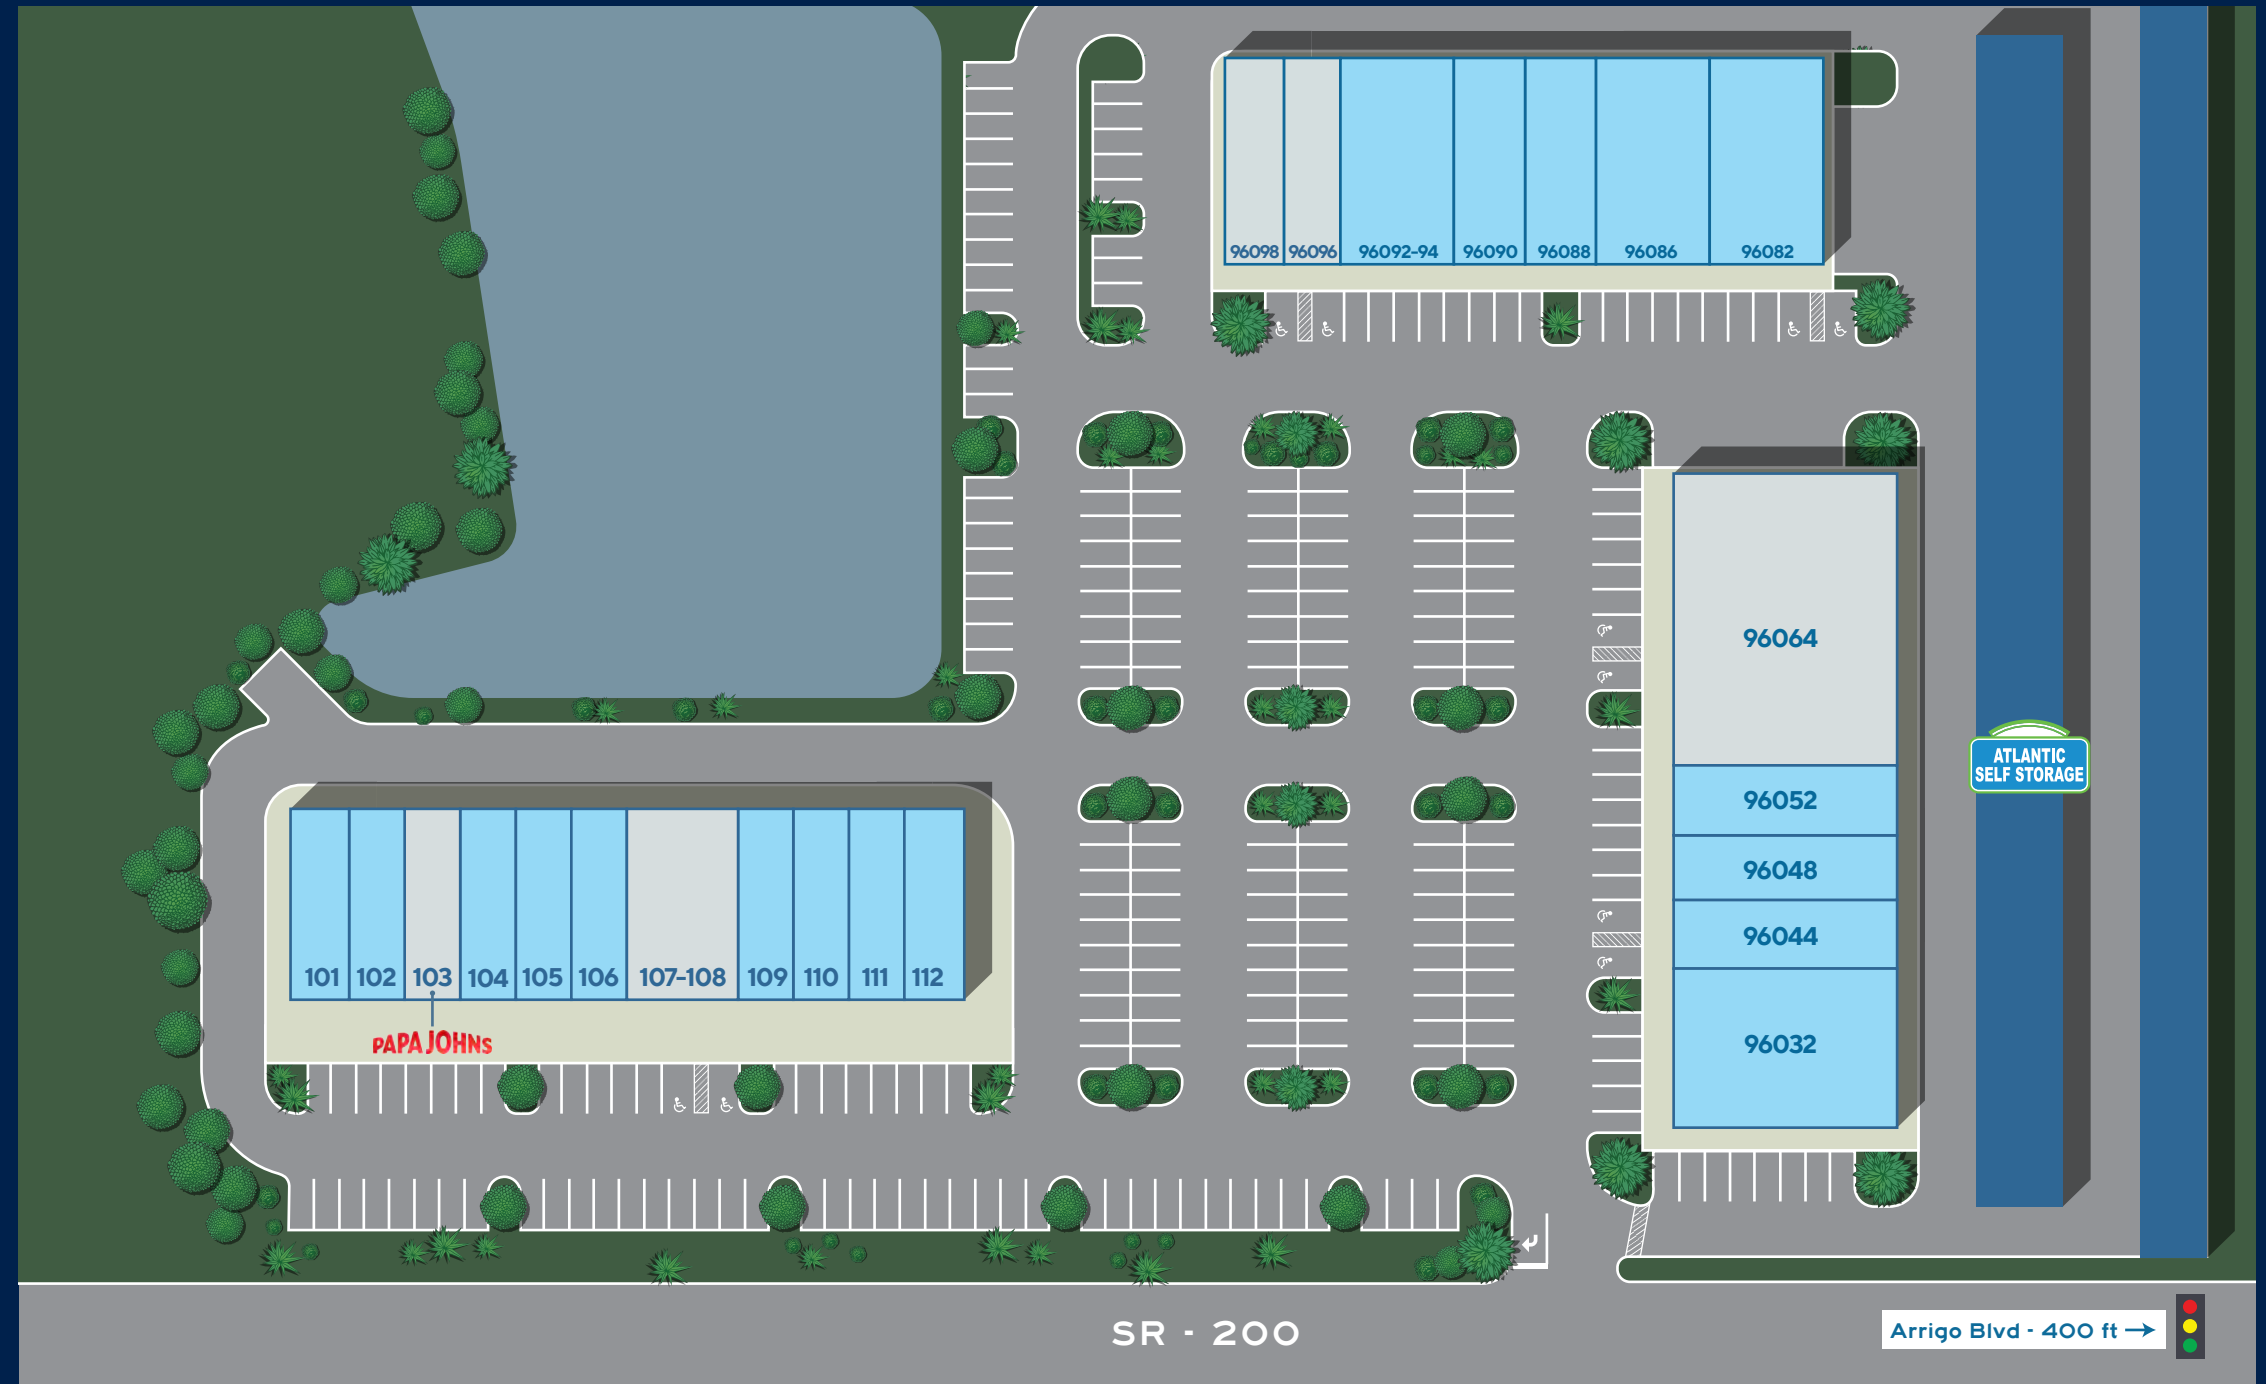 96098 96096 96092-94 96090 96088 96086 96082
96064
ATLANTIC
SELF STORAGE
96052
96048
96044
101 102 103 104 105 106 107-108 109 110 111 112
PAPA JOHNS
96032
SR - 200
Arrigo Blvd - 400 ft →